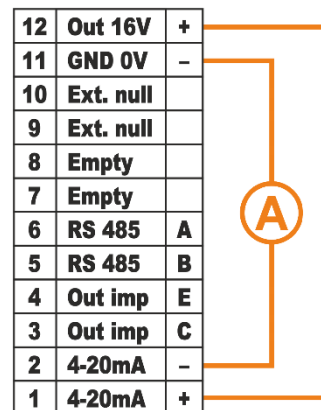 12 Out 16V +
11 GND 0V –
10 Ext. null
9 Ext. null
8 Empty
7 Empty
6 RS 485 A
5 RS 485 B
4 Out imp E
3 Out imp C
2 4-20mA –
1 4-20mA +
A